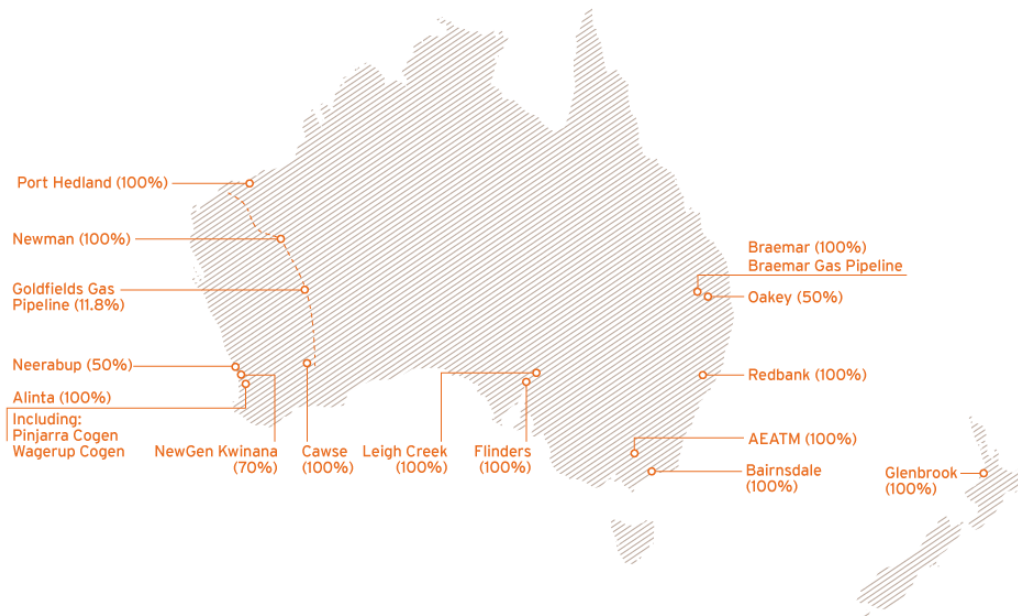 Port Hedland (100%)
Newman (100%)
Goldfields Gas
Pipeline (11.8%)
Neerabup (50%)
Alinta (100%)
Including:
Pinjarra Cogen
Wagerup Cogen
NewGen Kwinana
(70%)
Cawse
(100%)
Leigh Creek
(100%)
Flinders
(100%)
Braemar (100%)
Braemar Gas Pipeline
Oakey (50%)
Redbank (100%)
AEATM (100%)
Bairnsdale
(100%)
Glenbrook
(100%)